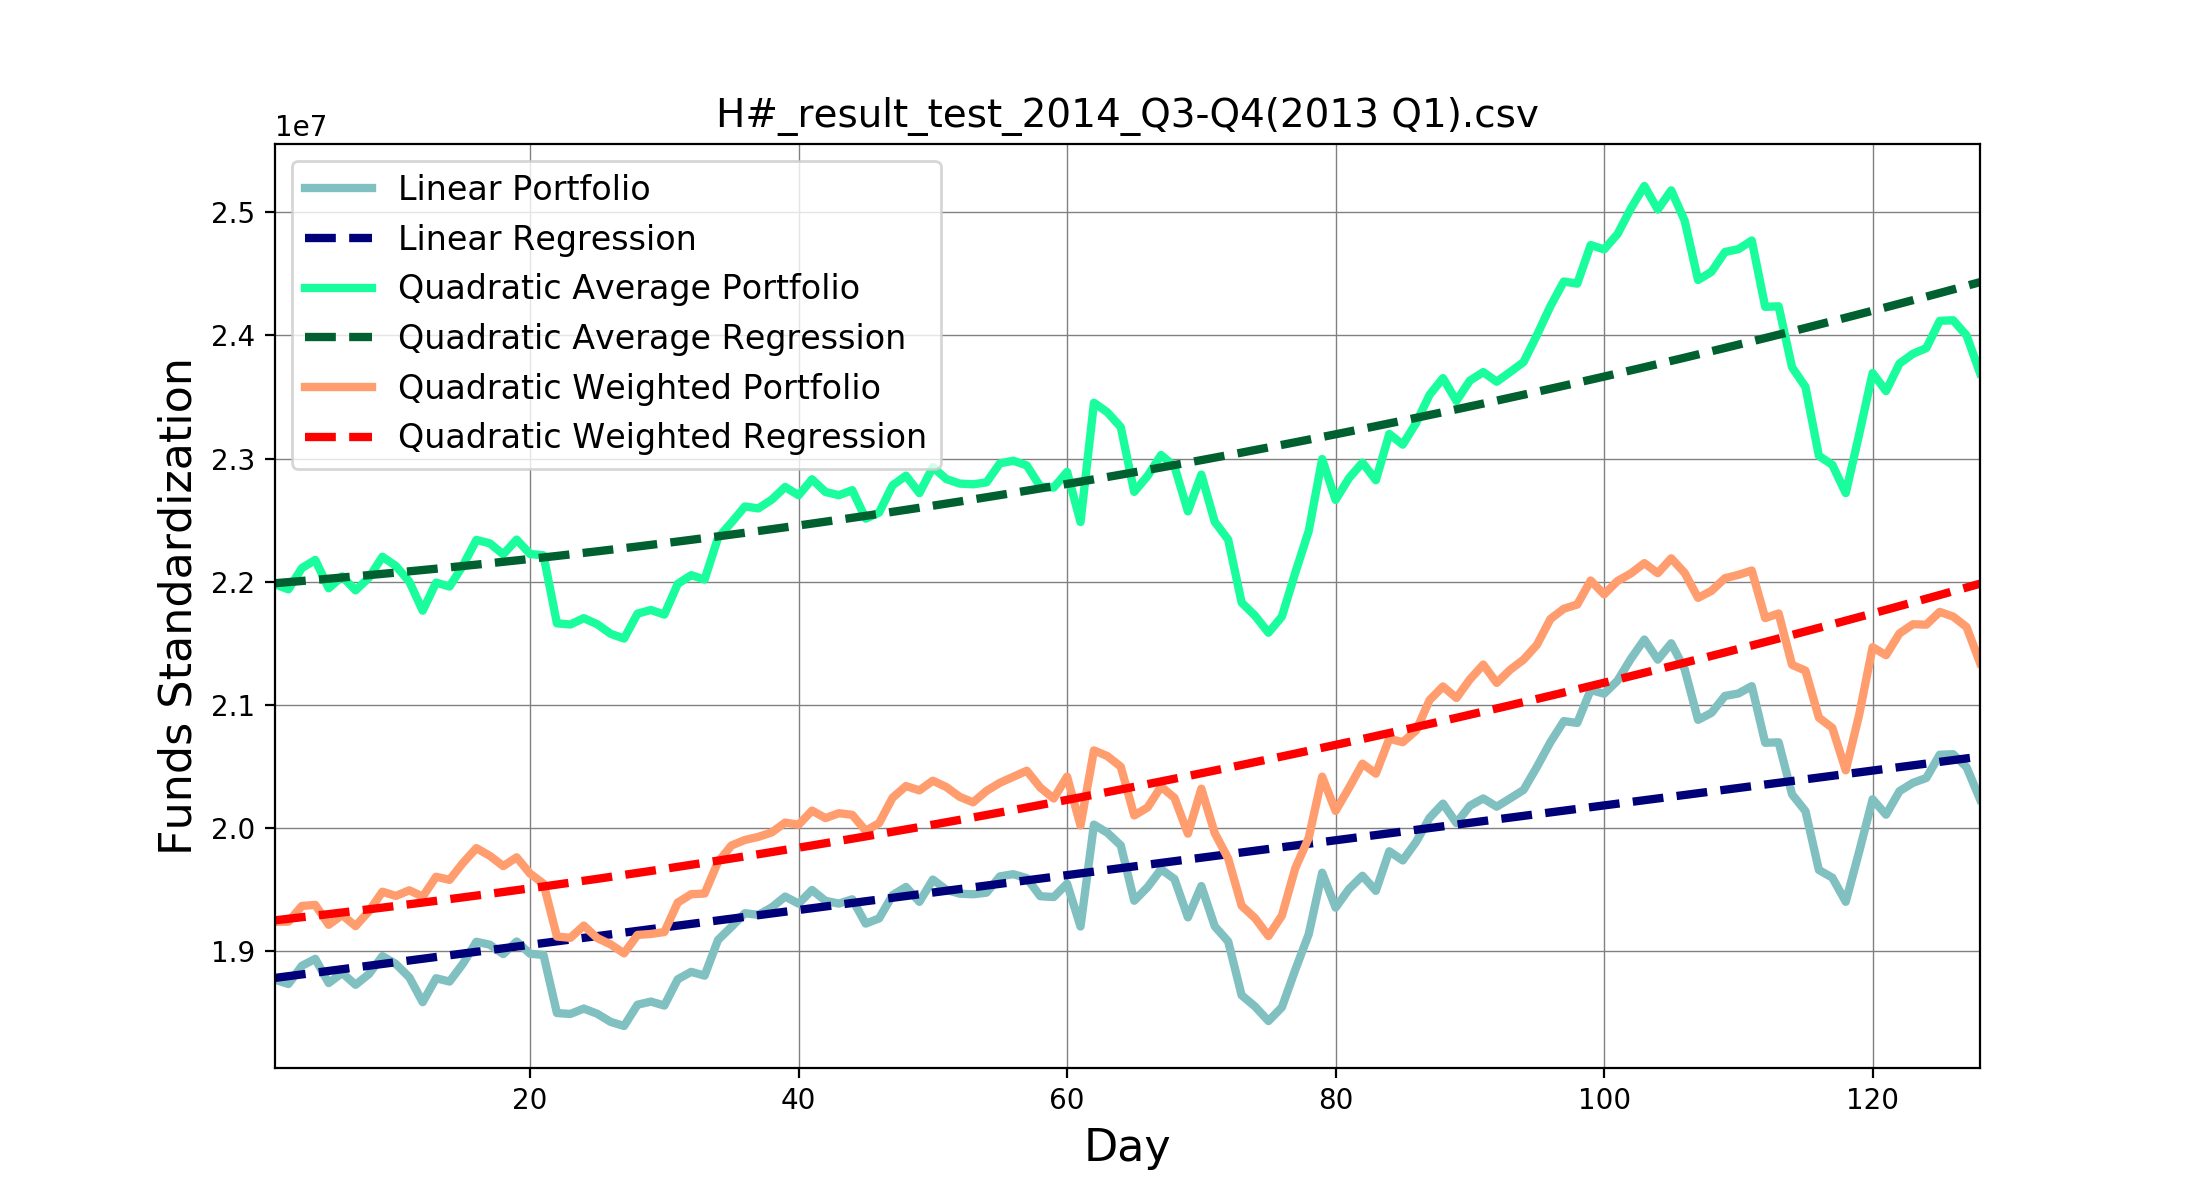 H#_result_test_2014_Q3-Q4(2013 Q1).csv
1e7
Linear Portfolio
Linear Regression
Quadratic Average Portfolio
Quadratic Average Regression
Quadratic Weighted Portfolio
Quadratic Weighted Regression
2.5
2.4
2.3
2.2
2.1
2.0
1.9
Funds Standardization
20 40 60 80 100 120
Day